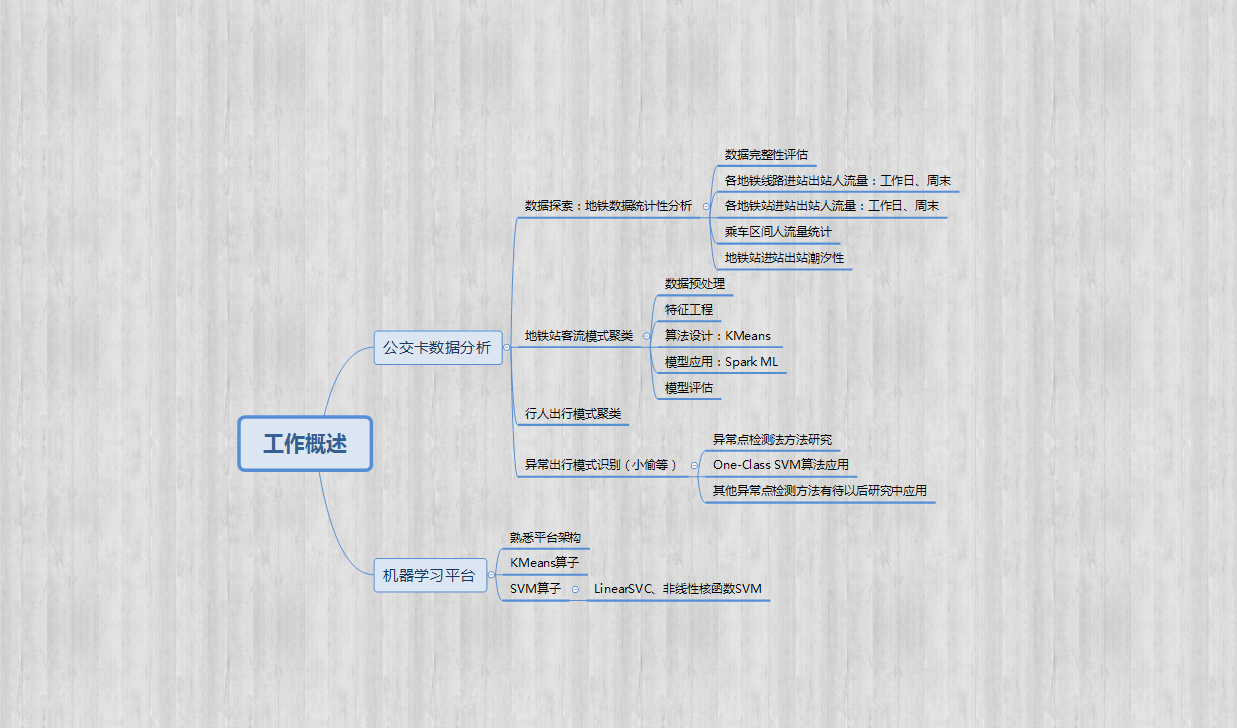 工作概述
公交卡数据分析
数据探索：地铁数据统计性分析
数据完整性评估
各地铁线路进站出站人流量：工作日、周末
各地铁站进站出站人流量：工作日、周末
乘车区间人流量统计
地铁站进站出站潮汐性
地铁站客流模式聚类
数据预处理
特征工程
算法设计：KMeans
模型应用：Spark ML
模型评估
行人出行模式聚类
异常出行模式识别（小偷等）
异常点检测法方法研究
One-Class SVM算法应用
其他异常点检测方法有待以后研究中应用
机器学习平台
熟悉平台架构
KMeans算子
SVM算子
LinearSVC、非线性核函数SVM